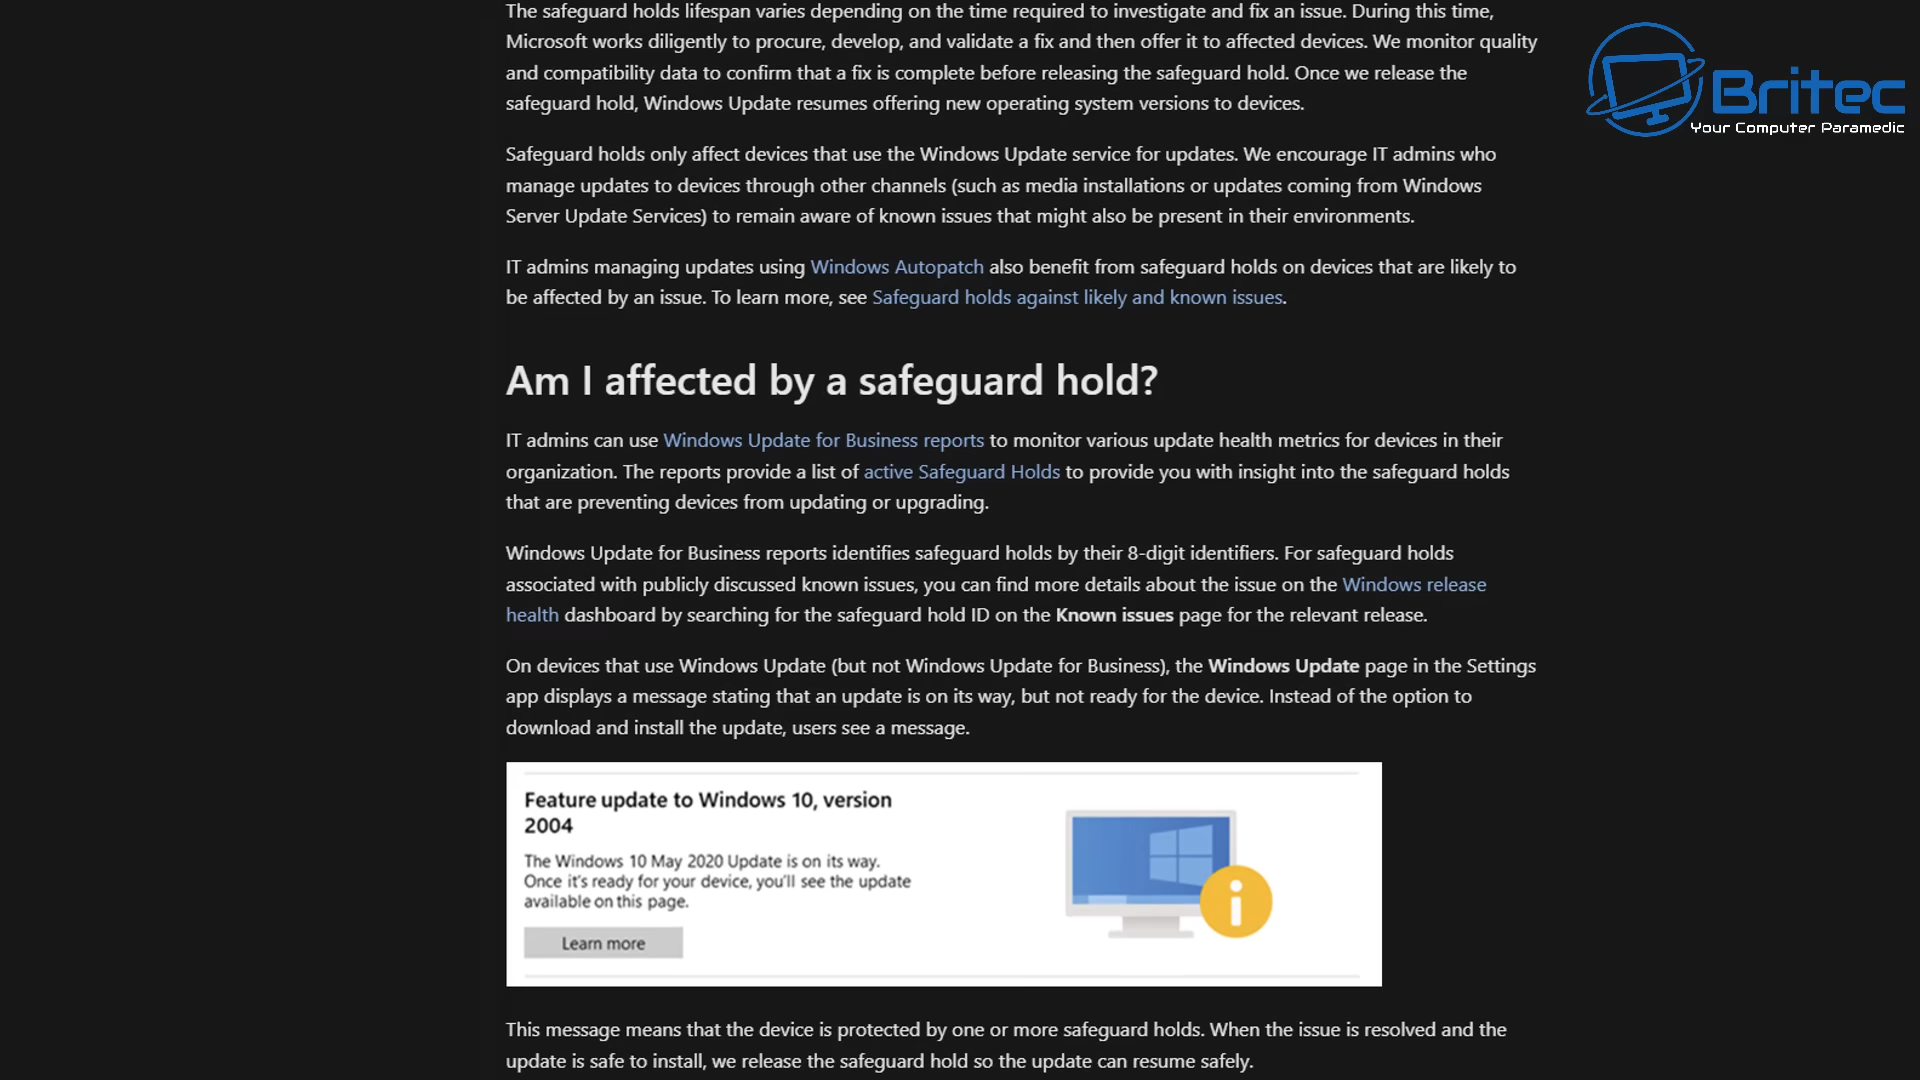 The safeguard holds lifespan varies depending on the time required to investigate and fix an issue. During this time,
Microsoft works diligently to procure, develop, and validate a fix and then offer it to affected devices. We monitor quality
and compatibility data to confirm that a fix is complete before releasing the safeguard hold. Once we release the
safeguard hold, Windows Update resumes offering new operating system versions to devices.
Britec
Your Computer Paramedic
Safeguard holds only affect devices that use the Windows Update service for updates. We encourage IT admins who
manage updates to devices through other channels (such as media installations or updates coming from Windows
Server Update Services) to remain aware of known issues that might also be present in their environments.
IT admins managing updates using Windows Autopatch also benefit from safeguard holds on devices that are likely to
be affected by an issue. To learn more, see Safeguard holds against likely and known issues.
Am I affected by a safeguard hold?
IT admins can use Windows Update for Business reports to monitor various update health metrics for devices in their
organization. The reports provide a list of active Safeguard Holds to provide you with insight into the safeguard holds
that are preventing devices from updating or upgrading.
Windows Update for Business reports identifies safeguard holds by their 8-digit identifiers. For safeguard holds
associated with publicly discussed known issues, you can find more details about the issue on the Windows release
health dashboard by searching for the safeguard hold ID on the Known issues page for the relevant release.
On devices that use Windows Update (but not Windows Update for Business), the Windows Update page in the Settings
app displays a message stating that an update is on its way, but not ready for the device. Instead of the option to
download and install the update, users see a message.
Feature update to Windows 10, version
2004
The Windows 10 May 2020 Update is on its way.
Once it's ready for your device, you'll see the update
available on this page.
Learn more
This message means that the device is protected by one or more safeguard holds. When the issue is resolved and the
update is safe to install, we release the safeguard hold so the update can resume safely.